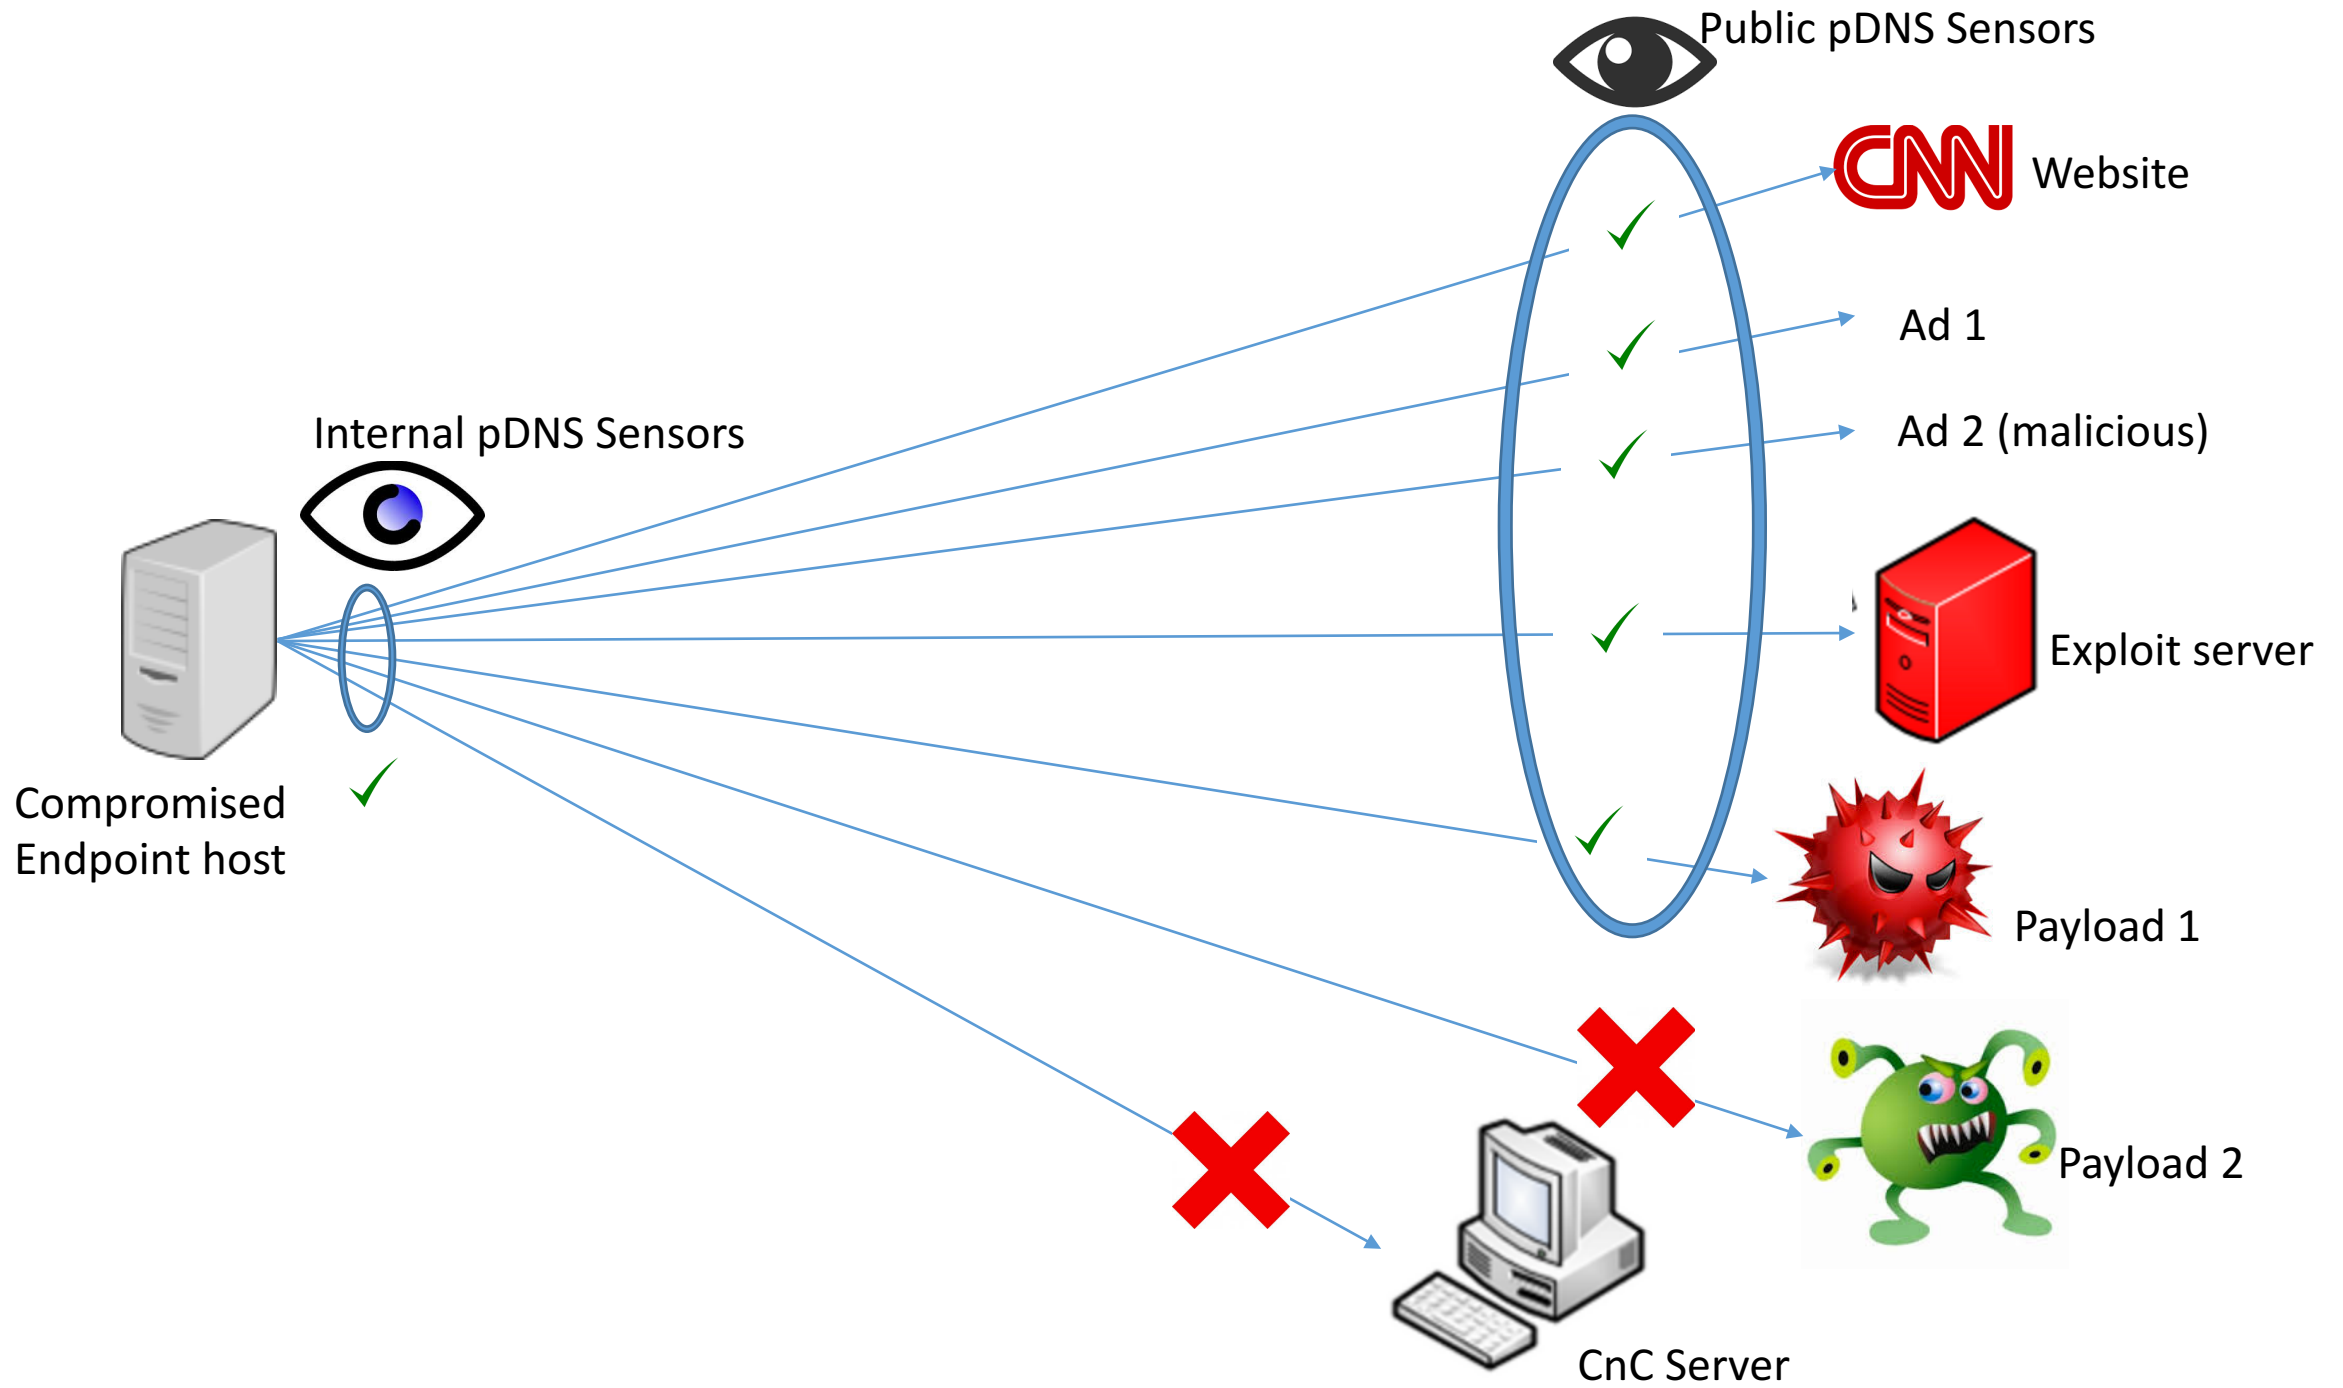 Public pDNS Sensors
CNN Website
Ad 1
Internal pDNS Sensors
Ad 2 (malicious)
Exploit server
Compromised
Endpoint host
Payload 1
Payload 2
CnC Server